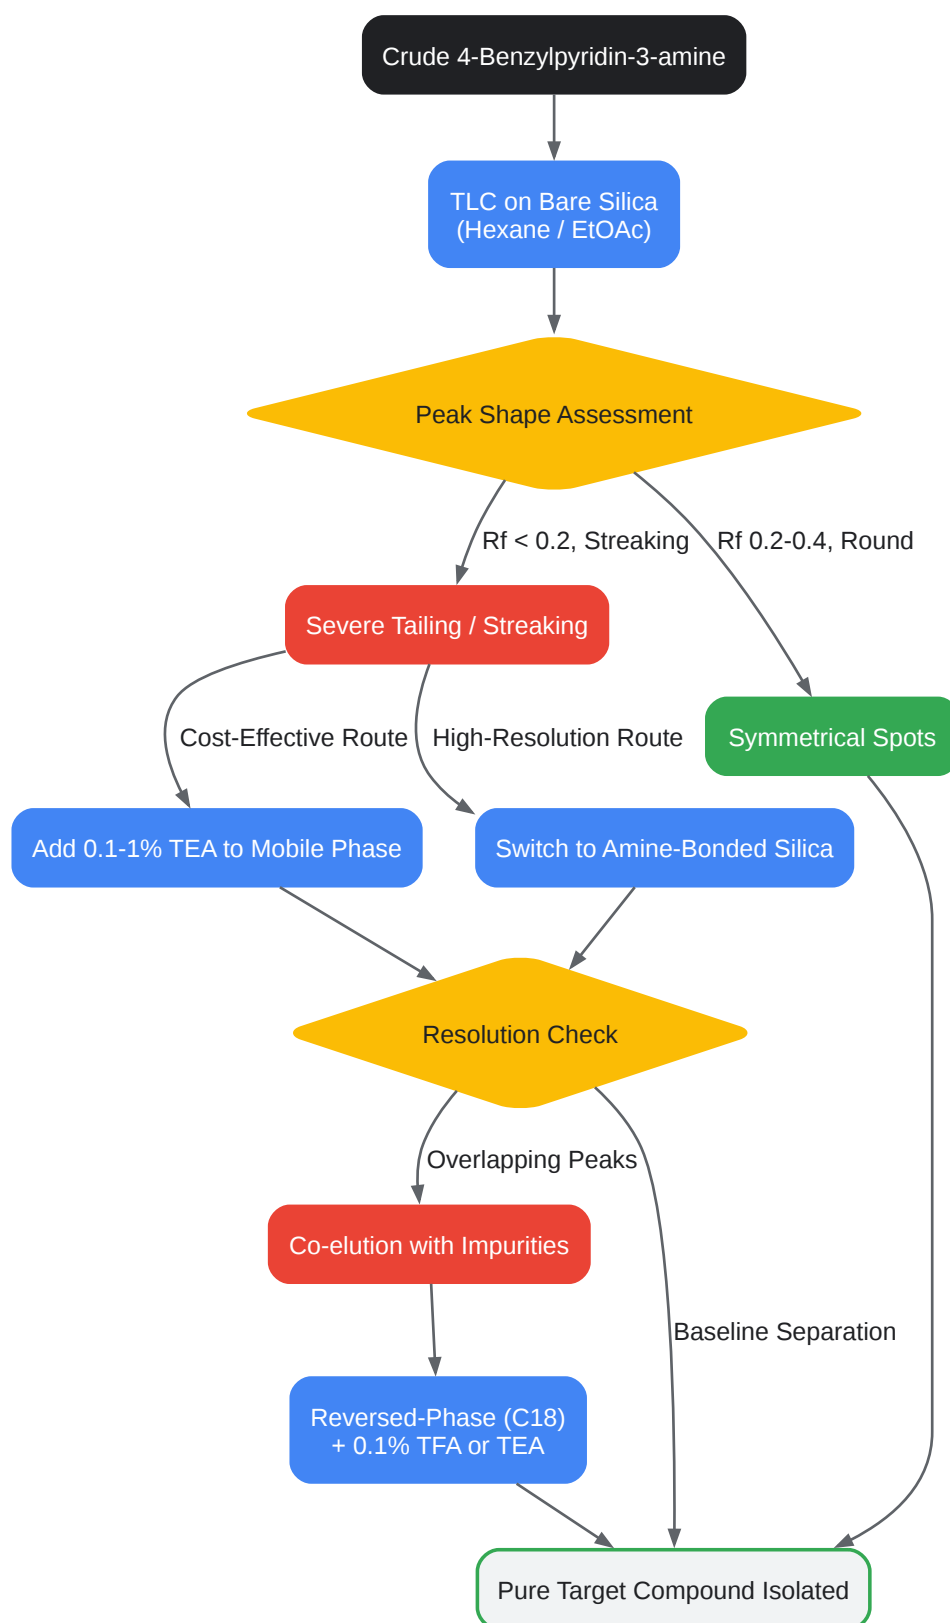 Crude 4-Benzylpyridin-3-amine
TLC on Bare Silica
(Hexane / EtOAc)
Peak Shape Assessment
Rf < 0.2, Streaking
Rf 0.2-0.4, Round
Severe Tailing / Streaking
Cost-Effective Route
High-Resolution Route
Symmetrical Spots
Add 0.1-1% TEA to Mobile Phase
Switch to Amine-Bonded Silica
Resolution Check
Overlapping Peaks
Co-elution with Impurities
Baseline Separation
Reversed-Phase (C18)
+ 0.1% TFA or TEA
Pure Target Compound Isolated